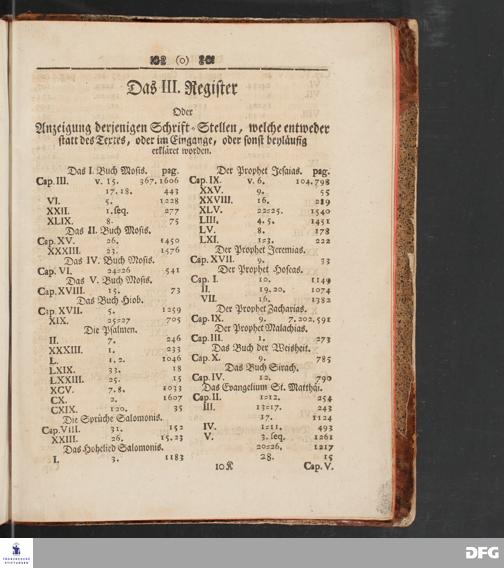 (o)
Das III. Register
Oder
Anzeigung derjenigen Schrift-Stellen, welche entweder
statt des Textes, oder im Eingange, oder sonst beyläufig
erkläret worden.
Das I. Buch Mosis. pag.
Cap. III. v. 15. 367. 1606
17. 18. 443
VI. 5. 1228
XXII. 1. seq. 277
XLIX. 8. 75
Das II. Buch Mosis.
Cap. XV. 26. 1450
XXXIII. 23. 1576
Das IV. Buch Mosis.
Cap. VI. 24=26 541
Das V. Buch Mosis.
Cap. XVIII. 15. 73
Das Buch Hiob.
Cap. XVII. 5. 1259
XIX. 25=27 705
Die Psalmen.
II. 7. 246
XXXIII. 1. 233
L. 1. 2. 1046
LXIX. 33. 18
LXXIII. 25. 15
XCV. 7. 8. 1033
CX. 2. 1607
CXIX. 120. 35
Die Sprüche Salomonis.
Cap. VIII. 31. 152
XXIII. 26. 15. 23
Das Hohelied Salomonis.
I. 3. 1183
Der Prophet Jesaias. pag.
Cap. IX. v. 6. 104. 798
XXV. 9. 55
XXVIII. 16. 219
XLV. 22=25. 1540
LIII. 4. 5. 1451
LV. 8. 178
LXI. 1=3. 222
Der Prophet Jeremias.
Cap. XVII. 9. 33
Der Prophet Hoseas.
Cap. I. 10. 1149
II. 19. 20. 1074
VII. 16. 1382
Der Prophet Zacharias.
Cap. IX. 9. 7. 202. 591
Der Prophet Malachias.
Cap. III. 1. 273
Das Buch der Weisheit.
Cap. X. 9. 785
Das Buch Sirach.
Cap. IV. 12. 790
Das Evangelium St. Matthäi.
Cap. II. 1=12. 254
III. 13=17. 243
17. 1124
IV. 1=11. 493
V. 3. seq. 1261
20=26. 1217
28. 15
10K Cap. V.
FRANCKESCHE
STIFTUNGEN
DFG